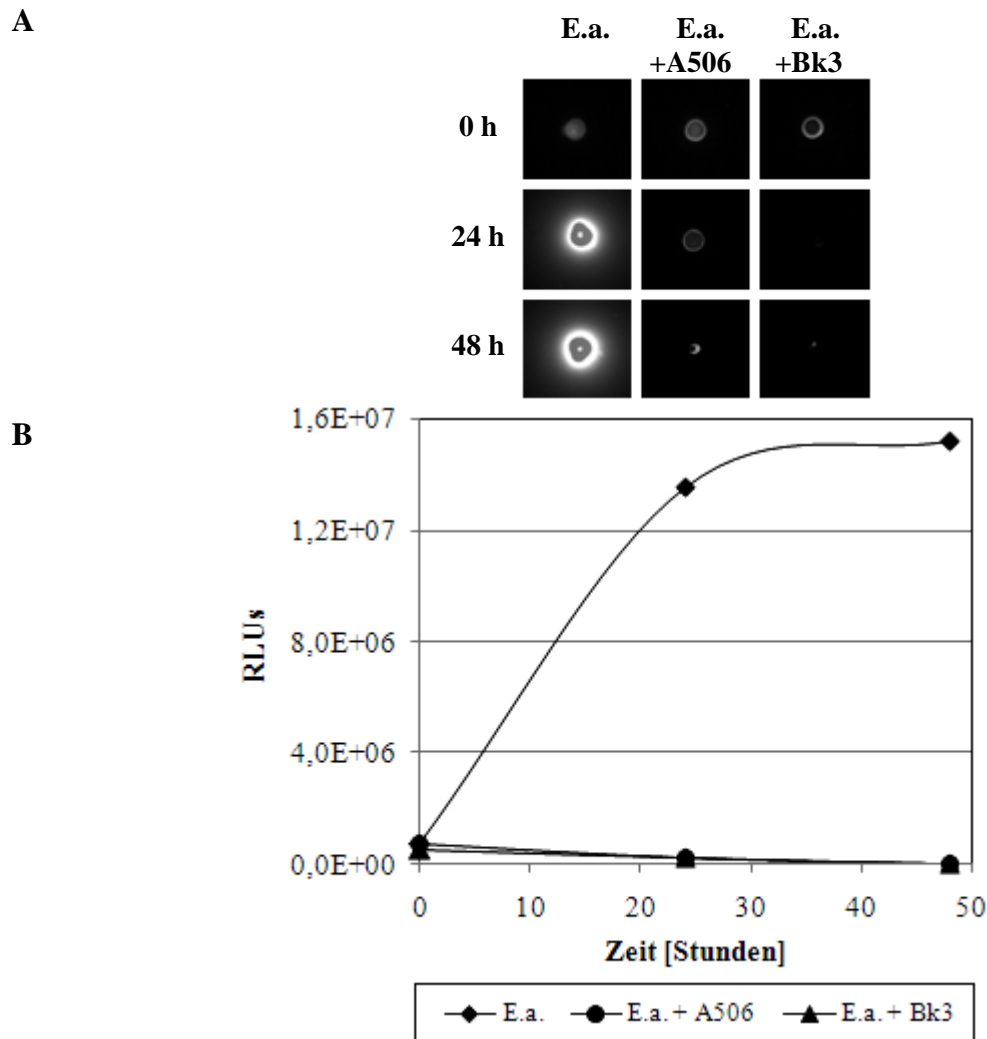 A
E.a. E.a. E.a.
+A506 +Bk3
0 h
24 h
48 h
B
1,6E+07
1,2E+07
8,0E+06
4,0E+06
0,0E+00
RLUs
0 10 20 30 40 50
Zeit [Stunden]
E.a. E.a. + A506 E.a. + Bk3